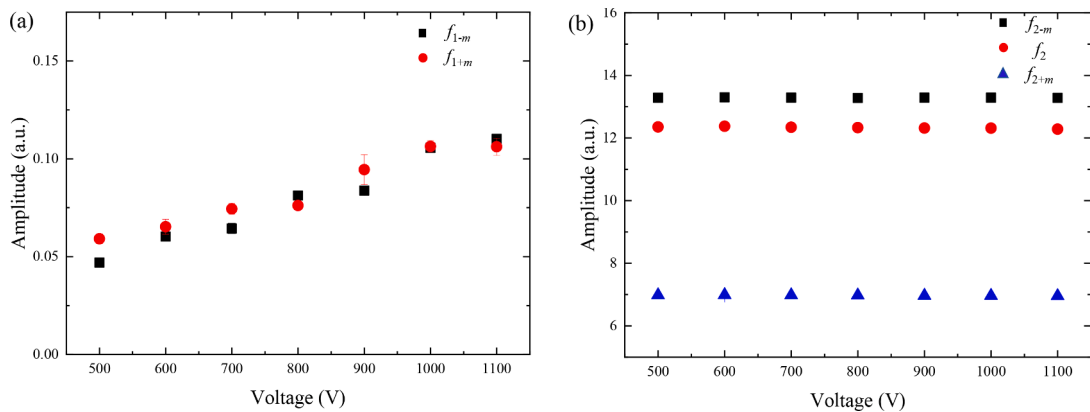 (a)
f1-m
f1+m
0.15
0.10
0.05
0.00
Amplitude (a.u.)
500 600 700 800 900 1000 1100
Voltage (V)
(b)
f2-m
f2
f2+m
16
14
12
10
8
6
Amplitude (a.u.)
500 600 700 800 900 1000 1100
Voltage (V)